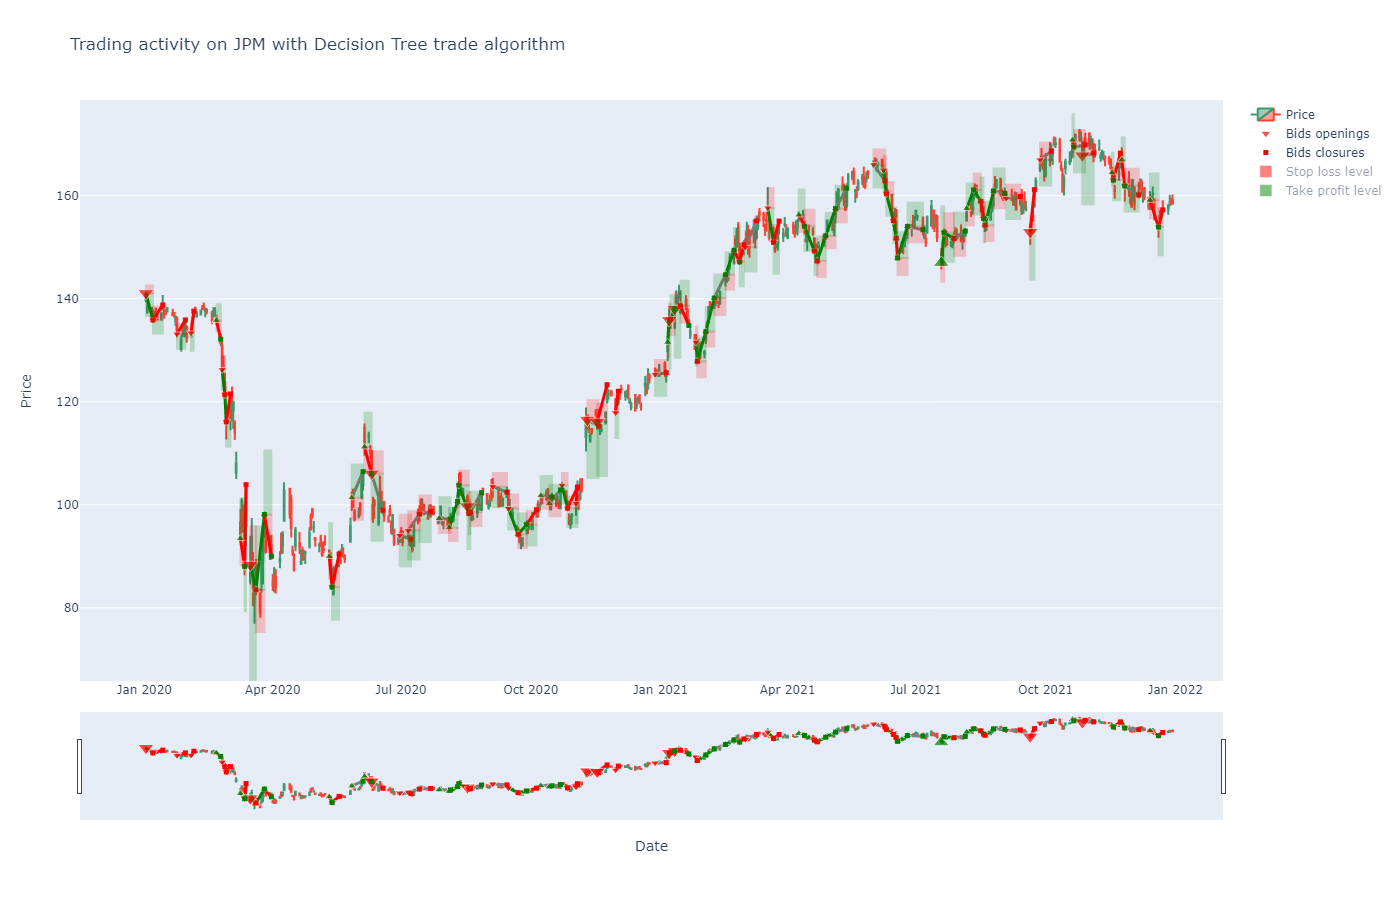 Trading activity on JPM with Decision Tree trade algorithm
Price
Bids openings
Bids closures
Stop loss level
Take profit level
Price
160
140
120
100
80
Jan 2020
Apr 2020
Jul 2020
Oct 2020
Jan 2021
Apr 2021
Jul 2021
Oct 2021
Jan 2022
Date